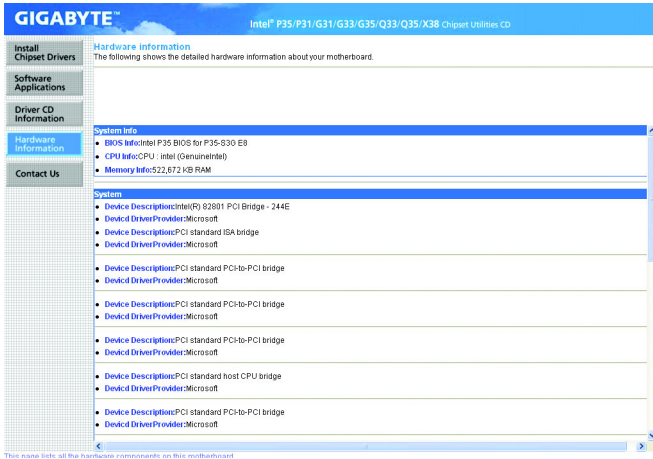 GIGABYTE™
Intel® P35/P31/G31/G33/G35/Q33/Q35/X38 Chipset Utilities CD
Install
Chipset Drivers
Software
Applications
Driver CD
Information
Hardware
Information
Contact Us
Hardware information
The following shows the detailed hardware information about your motherboard.
System Info
BIOS Info:Intel P35 BIOS for P35-S3G E8
CPU Info:CPU : intel (GenuineIntel)
Memory Info:522,672 KB RAM
System
Device Description:Intel(R) 82801 PCI Bridge - 244E
Devicd DriverProvider:Microsoft
Device Description:PCI standard ISA bridge
Devicd DriverProvider:Microsoft
Device Description:PCI standard PCI-to-PCI bridge
Devicd DriverProvider:Microsoft
Device Description:PCI standard PCI-to-PCI bridge
Devicd DriverProvider:Microsoft
Device Description:PCI standard PCI-to-PCI bridge
Devicd DriverProvider:Microsoft
Device Description:PCI standard host CPU bridge
Devicd DriverProvider:Microsoft
Device Description:PCI standard PCI-to-PCI bridge
Devicd DriverProvider:Microsoft
This page lists all the hardware components on this motherboard.